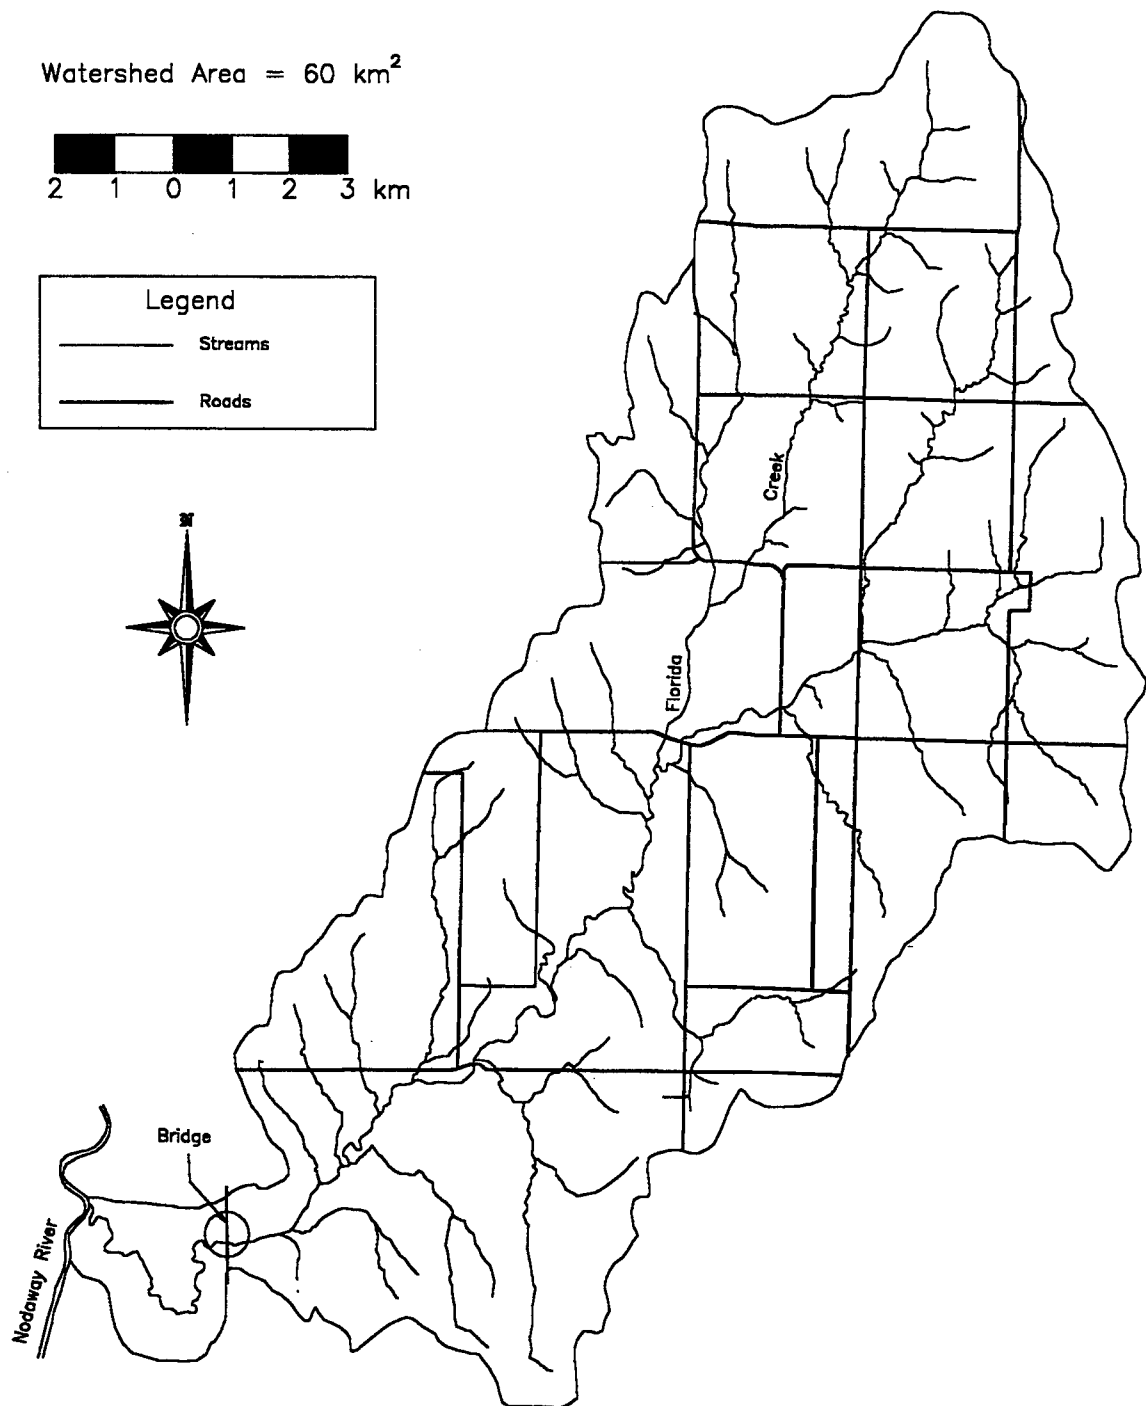 Watershed Area = 60 km²
2 1 0 1 2 3 km
Legend
Streams
Roads
N
Creek
Florida
Bridge
Nodaway River